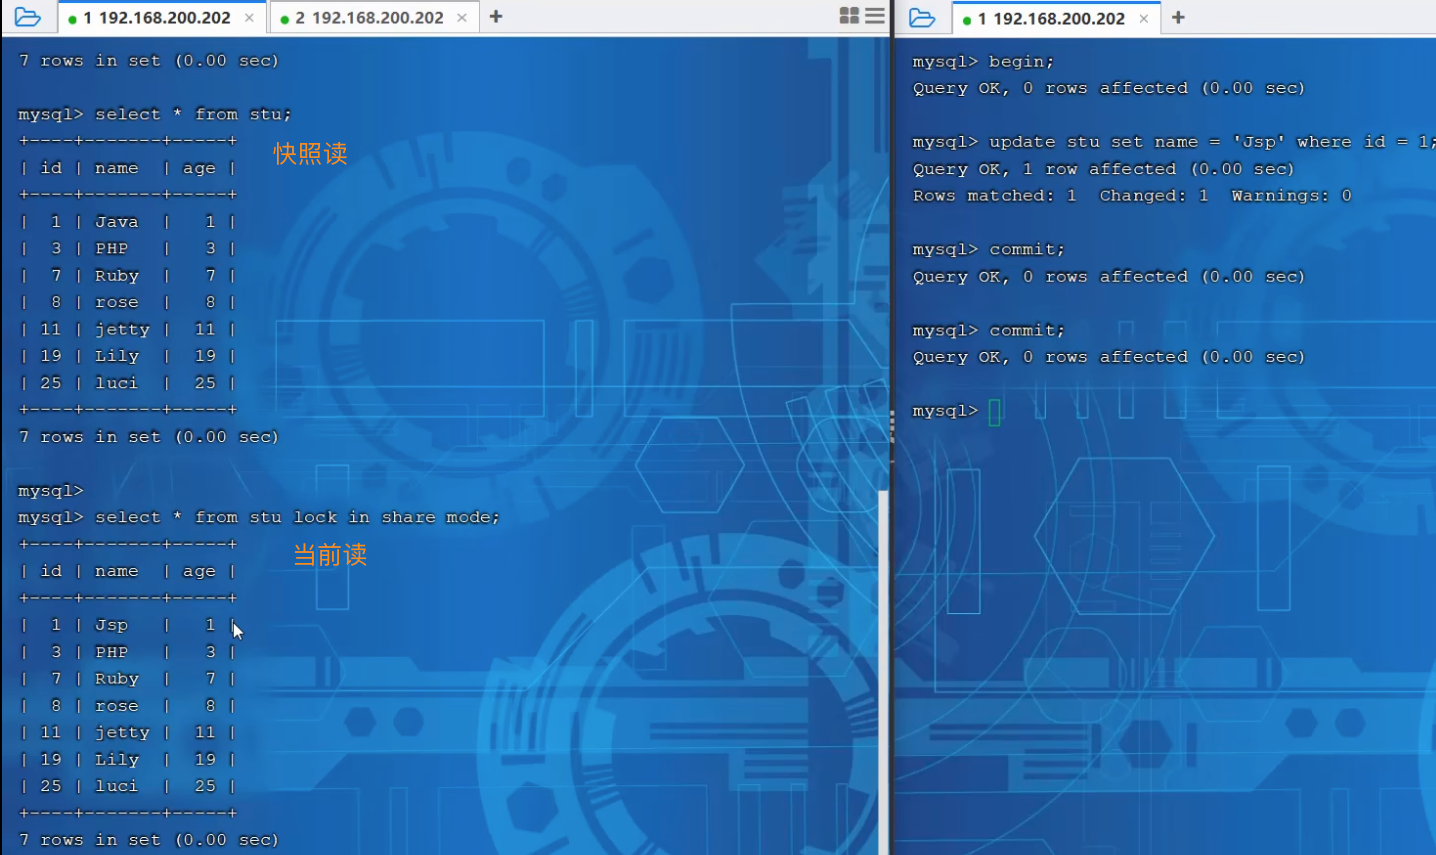 1 192.168.200.202 × 2 192.168.200.202 × +
7 rows in set (0.00 sec)
mysql> select * from stu;
快照读
+----+-------+-----+
| id | name  | age |
+----+-------+-----+
|  1 | Java  |   1 |
|  3 | PHP   |   3 |
|  7 | Ruby  |   7 |
|  8 | rose  |   8 |
| 11 | jetty |  11 |
| 19 | Lily  |  19 |
| 25 | luci  |  25 |
+----+-------+-----+
7 rows in set (0.00 sec)
mysql>
mysql> select * from stu lock in share mode;
当前读
+----+-------+-----+
| id | name  | age |
+----+-------+-----+
|  1 | Jsp   |   1 |
|  3 | PHP   |   3 |
|  7 | Ruby  |   7 |
|  8 | rose  |   8 |
| 11 | jetty |  11 |
| 19 | Lily  |  19 |
| 25 | luci  |  25 |
+----+-------+-----+
7 rows in set (0.00 sec)
1 192.168.200.202 × +
mysql> begin;
Query OK, 0 rows affected (0.00 sec)
mysql> update stu set name = 'Jsp' where id = 1;
Query OK, 1 row affected (0.00 sec)
Rows matched: 1  Changed: 1  Warnings: 0
mysql> commit;
Query OK, 0 rows affected (0.00 sec)
mysql> commit;
Query OK, 0 rows affected (0.00 sec)
mysql>